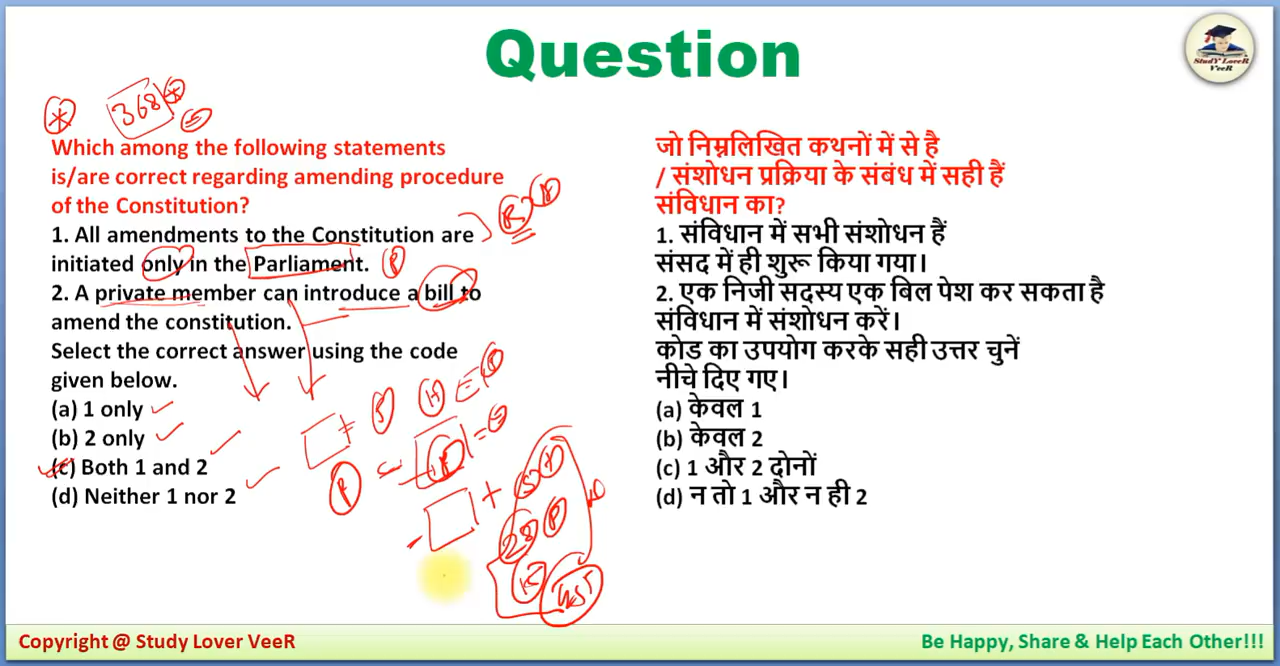 Question
StudY LoveR
VeeR
368
Which among the following statements
is/are correct regarding amending procedure
of the Constitution?
1. All amendments to the Constitution are
initiated only in the Parliament.
2. A private member can introduce a bill to
amend the constitution.
Select the correct answer using the code
given below.
(a) 1 only
(b) 2 only
(c) Both 1 and 2
(d) Neither 1 nor 2
जो निम्नलिखित कथनों में से है
/ संशोधन प्रक्रिया के संबंध में सही हैं
संविधान का?
1. संविधान में सभी संशोधन हैं
संसद में ही शुरू किया गया।
2. एक निजी सदस्य एक बिल पेश कर सकता है
संविधान में संशोधन करें।
कोड का उपयोग करके सही उत्तर चुनें
नीचे दिए गए।
(a) केवल 1
(b) केवल 2
(c) 1 और 2 दोनों
(d) न तो 1 और न ही 2
Copyright @ Study Lover VeeR
Be Happy, Share & Help Each Other!!!